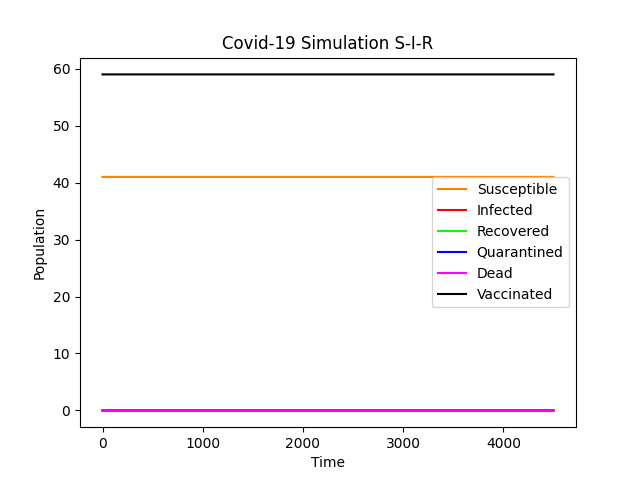 Covid-19 Simulation S-I-R
60
50
40
30
20
10
0
Population
Susceptible
Infected
Recovered
Quarantined
Dead
Vaccinated
0 1000 2000 3000 4000
Time